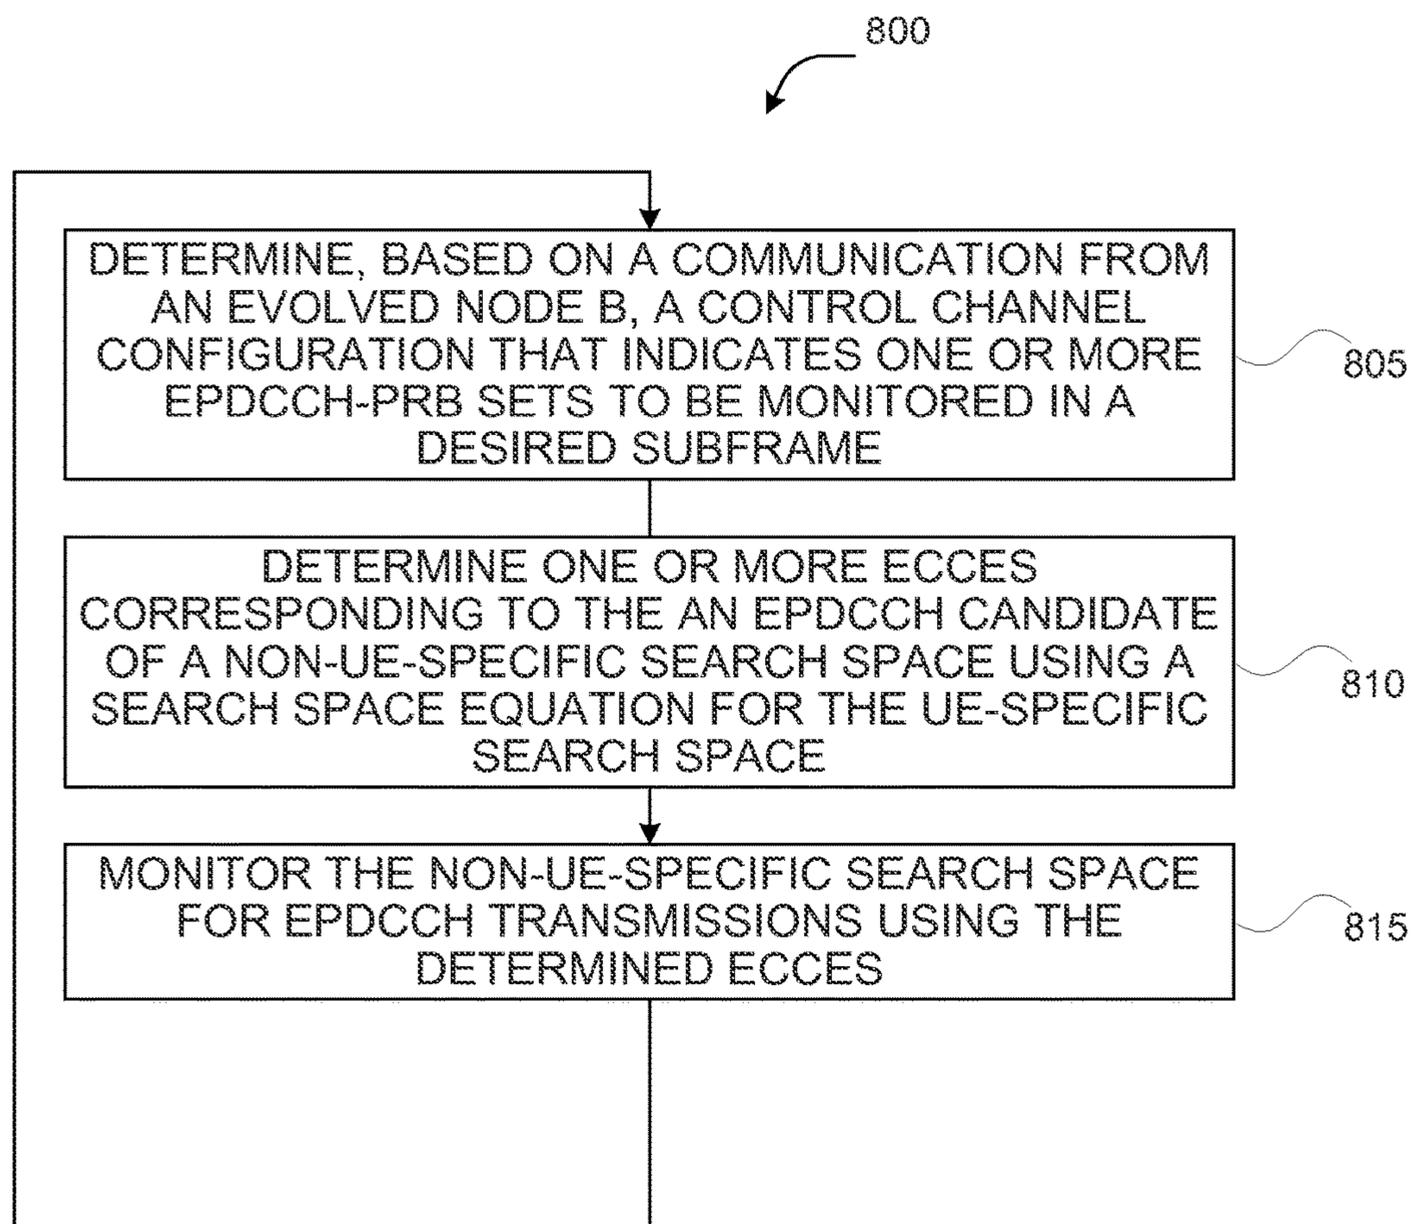 800
DETERMINE, BASED ON A COMMUNICATION FROM
AN EVOLVED NODE B, A CONTROL CHANNEL
CONFIGURATION THAT INDICATES ONE OR MORE
EPDCCH-PRB SETS TO BE MONITORED IN A
DESIRED SUBFRAME
805
DETERMINE ONE OR MORE ECCES
CORRESPONDING TO THE AN EPDCCH CANDIDATE
OF A NON-UE-SPECIFIC SEARCH SPACE USING A
SEARCH SPACE EQUATION FOR THE UE-SPECIFIC
SEARCH SPACE
810
MONITOR THE NON-UE-SPECIFIC SEARCH SPACE
FOR EPDCCH TRANSMISSIONS USING THE
DETERMINED ECCES
815